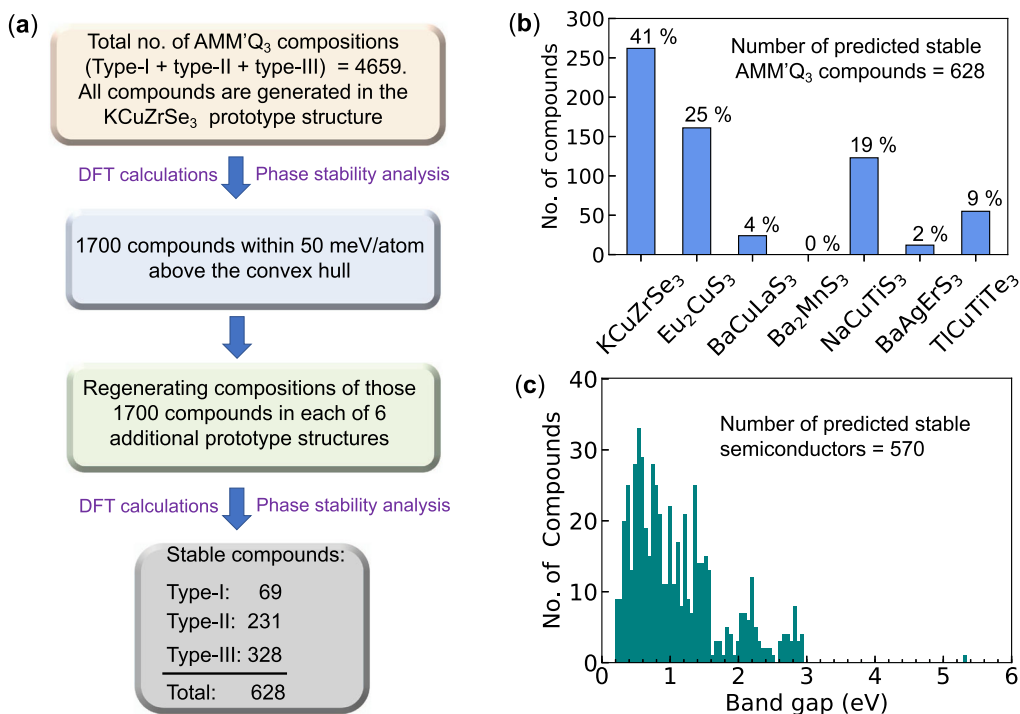 (a)
Total no. of AMM'Q₃ compositions
(Type-I + type-II + type-III) = 4659.
All compounds are generated in the
KCuZrSe₃ prototype structure
DFT calculations Phase stability analysis
1700 compounds within 50 meV/atom
above the convex hull
Regenerating compositions of those
1700 compounds in each of 6
additional prototype structures
DFT calculations Phase stability analysis
Stable compounds:
Type-I: 69
Type-II: 231
Type-III: 328
Total: 628
(b)
No. of compounds
300
250
200
150
100
50
0
41 %
25 %
4 %
0 %
19 %
2 %
9 %
Number of predicted stable
AMM'Q₃ compounds = 628
KCuZrSe₃
Eu₂CuS₃
BaCuLaS₃
Ba₂MnS₃
NaCuTiS₃
BaAgErS₃
TlCuTiTe₃
(c)
No. of Compounds
40
30
20
10
0
Number of predicted stable
semiconductors = 570
0 1 2 3 4 5 6
Band gap (eV)